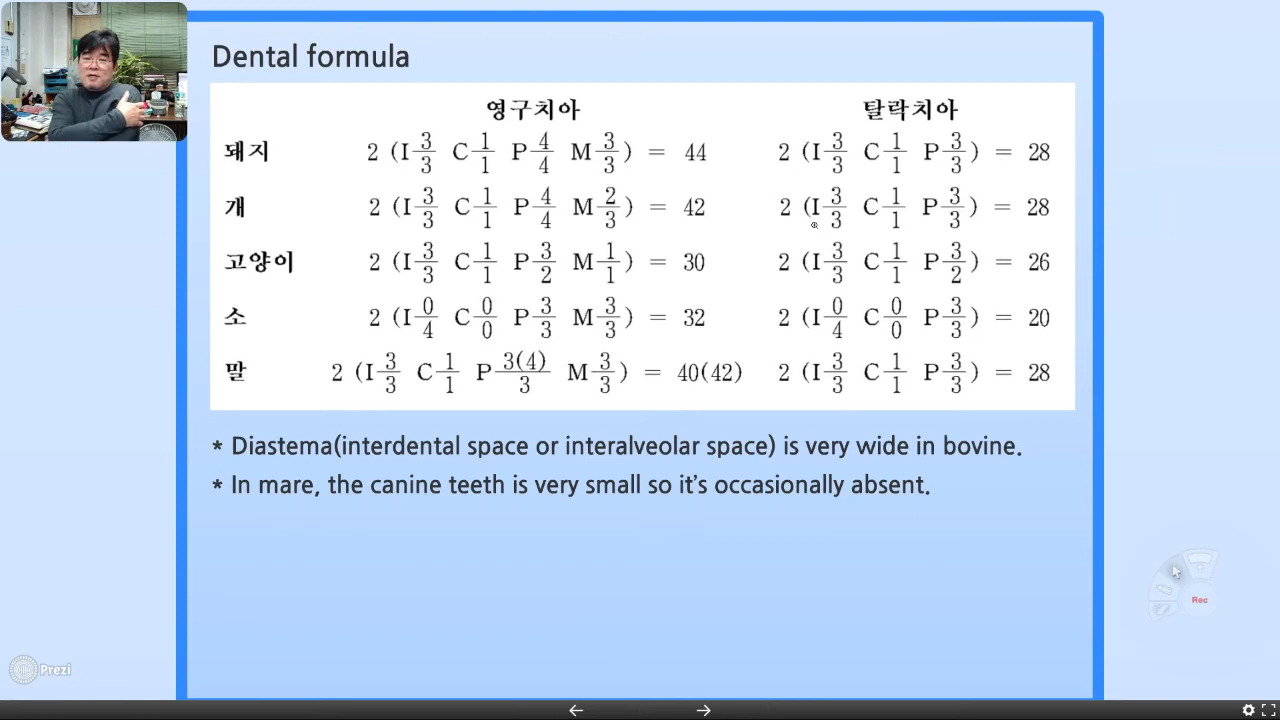 Dental formula
영구치아 탈락치아
돼지 2 (I 3/3 C 1/1 P 4/4 M 3/3) = 44 2 (I 3/3 C 1/1 P 3/3) = 28
개 2 (I 3/3 C 1/1 P 4/4 M 2/3) = 42 2 (I 3/3 C 1/1 P 3/3) = 28
고양이 2 (I 3/3 C 1/1 P 3/2 M 1/1) = 30 2 (I 3/3 C 1/1 P 3/2) = 26
소 2 (I 0/4 C 0/0 P 3/3 M 3/3) = 32 2 (I 0/4 C 0/0 P 3/3) = 20
말 2 (I 3/3 C 1/1 P 3(4)/3 M 3/3) = 40(42) 2 (I 3/3 C 1/1 P 3/3) = 28
* Diastema(interdental space or interalveolar space) is very wide in bovine.
* In mare, the canine teeth is very small so it's occasionally absent.
Rec
Prezi